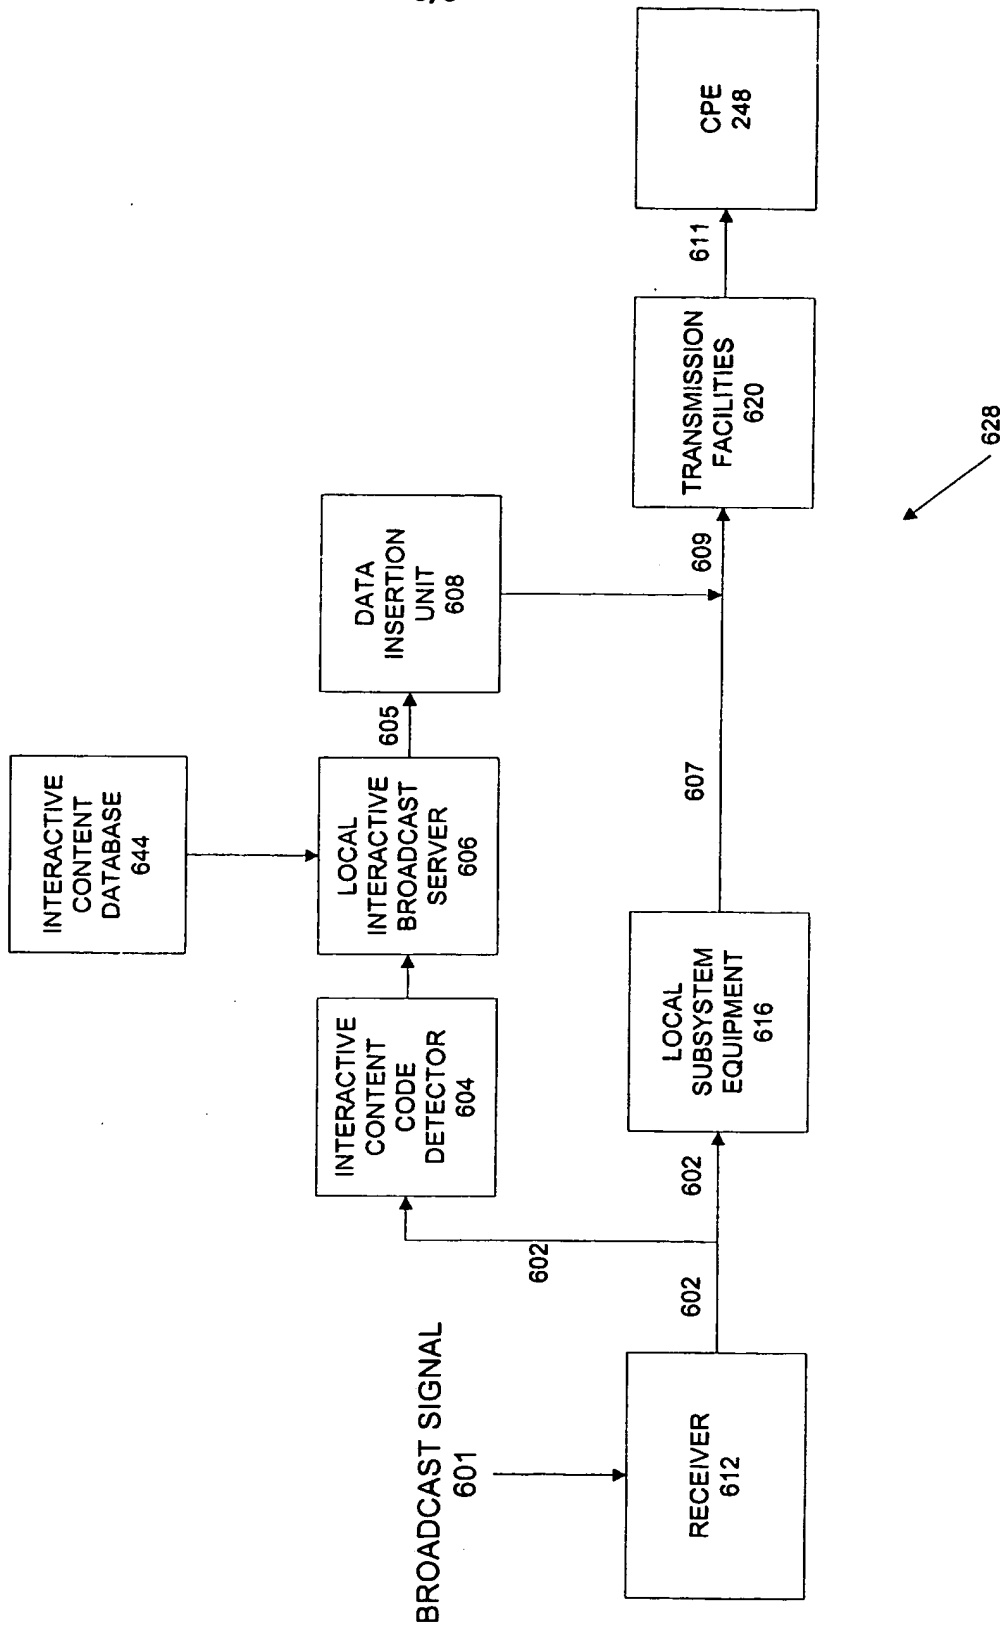 BROADCAST SIGNAL
601
RECEIVER
612
602
602
602
INTERACTIVE
CONTENT
CODE
DETECTOR
604
LOCAL
SUBSYSTEM
EQUIPMENT
616
INTERACTIVE
CONTENT
DATABASE
644
LOCAL
INTERACTIVE
BROADCAST
SERVER
606
605
607
DATA
INSERTION
UNIT
608
609
TRANSMISSION
FACILITIES
620
611
CPE
248
628